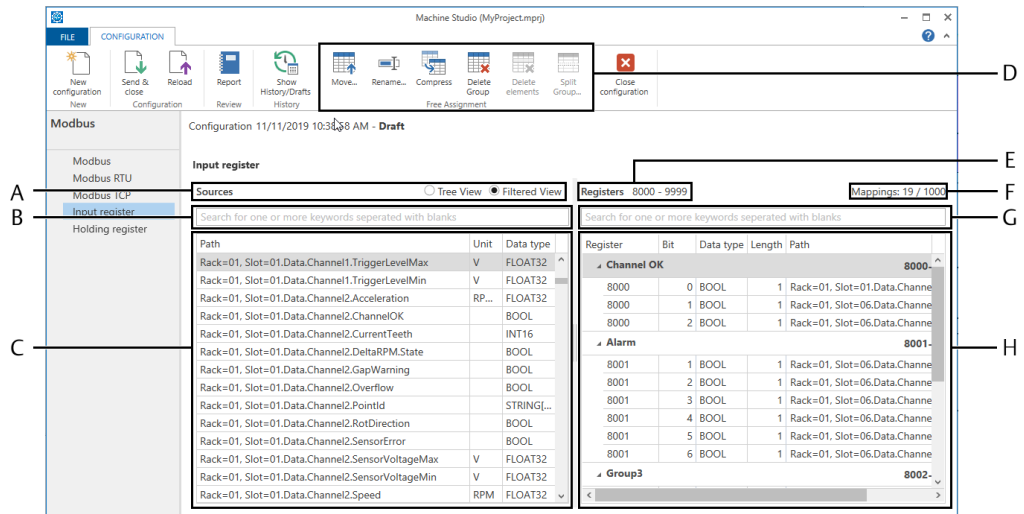 Machine Studio (MyProject.mprj)
FILE CONFIGURATION
New configuration
Send & close
Reload
Report
Show History/Drafts
Move...
Rename...
Compress
Delete Group
Delete elements
Split Group...
Close configuration
New Configuration Review History Free Assignment
D
Modbus
Configuration 11/11/2019 10:38:58 AM - Draft
Modbus
Modbus RTU
Modbus TCP
Input register
Holding register
Input register
E
A
Sources Tree View Filtered View
Registers 8000 - 9999 Mappings: 19 / 1000
F
B
Search for one or more keywords seperated with blanks
Search for one or more keywords seperated with blanks
G
C
Path Unit Data type
Rack=01, Slot=01.Data.Channel1.TriggerLevelMax V FLOAT32
Rack=01, Slot=01.Data.Channel1.TriggerLevelMin V FLOAT32
Rack=01, Slot=01.Data.Channel2.Acceleration RP... FLOAT32
Rack=01, Slot=01.Data.Channel2.ChannelOK BOOL
Rack=01, Slot=01.Data.Channel2.CurrentTeeth INT16
Rack=01, Slot=01.Data.Channel2.DeltaRPM.State BOOL
Rack=01, Slot=01.Data.Channel2.GapWarning BOOL
Rack=01, Slot=01.Data.Channel2.Overflow BOOL
Rack=01, Slot=01.Data.Channel2.PointId STRING[...
Rack=01, Slot=01.Data.Channel2.RotDirection BOOL
Rack=01, Slot=01.Data.Channel2.SensorError BOOL
Rack=01, Slot=01.Data.Channel2.SensorVoltageMax V FLOAT32
Rack=01, Slot=01.Data.Channel2.SensorVoltageMin V FLOAT32
Rack=01, Slot=01.Data.Channel2.Speed RPM FLOAT32
Register Bit Data type Length Path
Channel OK 8000-
8000 0 BOOL 1 Rack=01, Slot=01.Data.Channe
8000 1 BOOL 1 Rack=01, Slot=06.Data.Channe
8000 2 BOOL 1 Rack=01, Slot=06.Data.Channe
Alarm 8001-
8001 1 BOOL 1 Rack=01, Slot=06.Data.Channe
8001 2 BOOL 1 Rack=01, Slot=06.Data.Channe
8001 3 BOOL 1 Rack=01, Slot=06.Data.Channe
8001 4 BOOL 1 Rack=01, Slot=06.Data.Channe
8001 5 BOOL 1 Rack=01, Slot=06.Data.Channe
8001 6 BOOL 1 Rack=01, Slot=06.Data.Channe
Group3 8002-
H